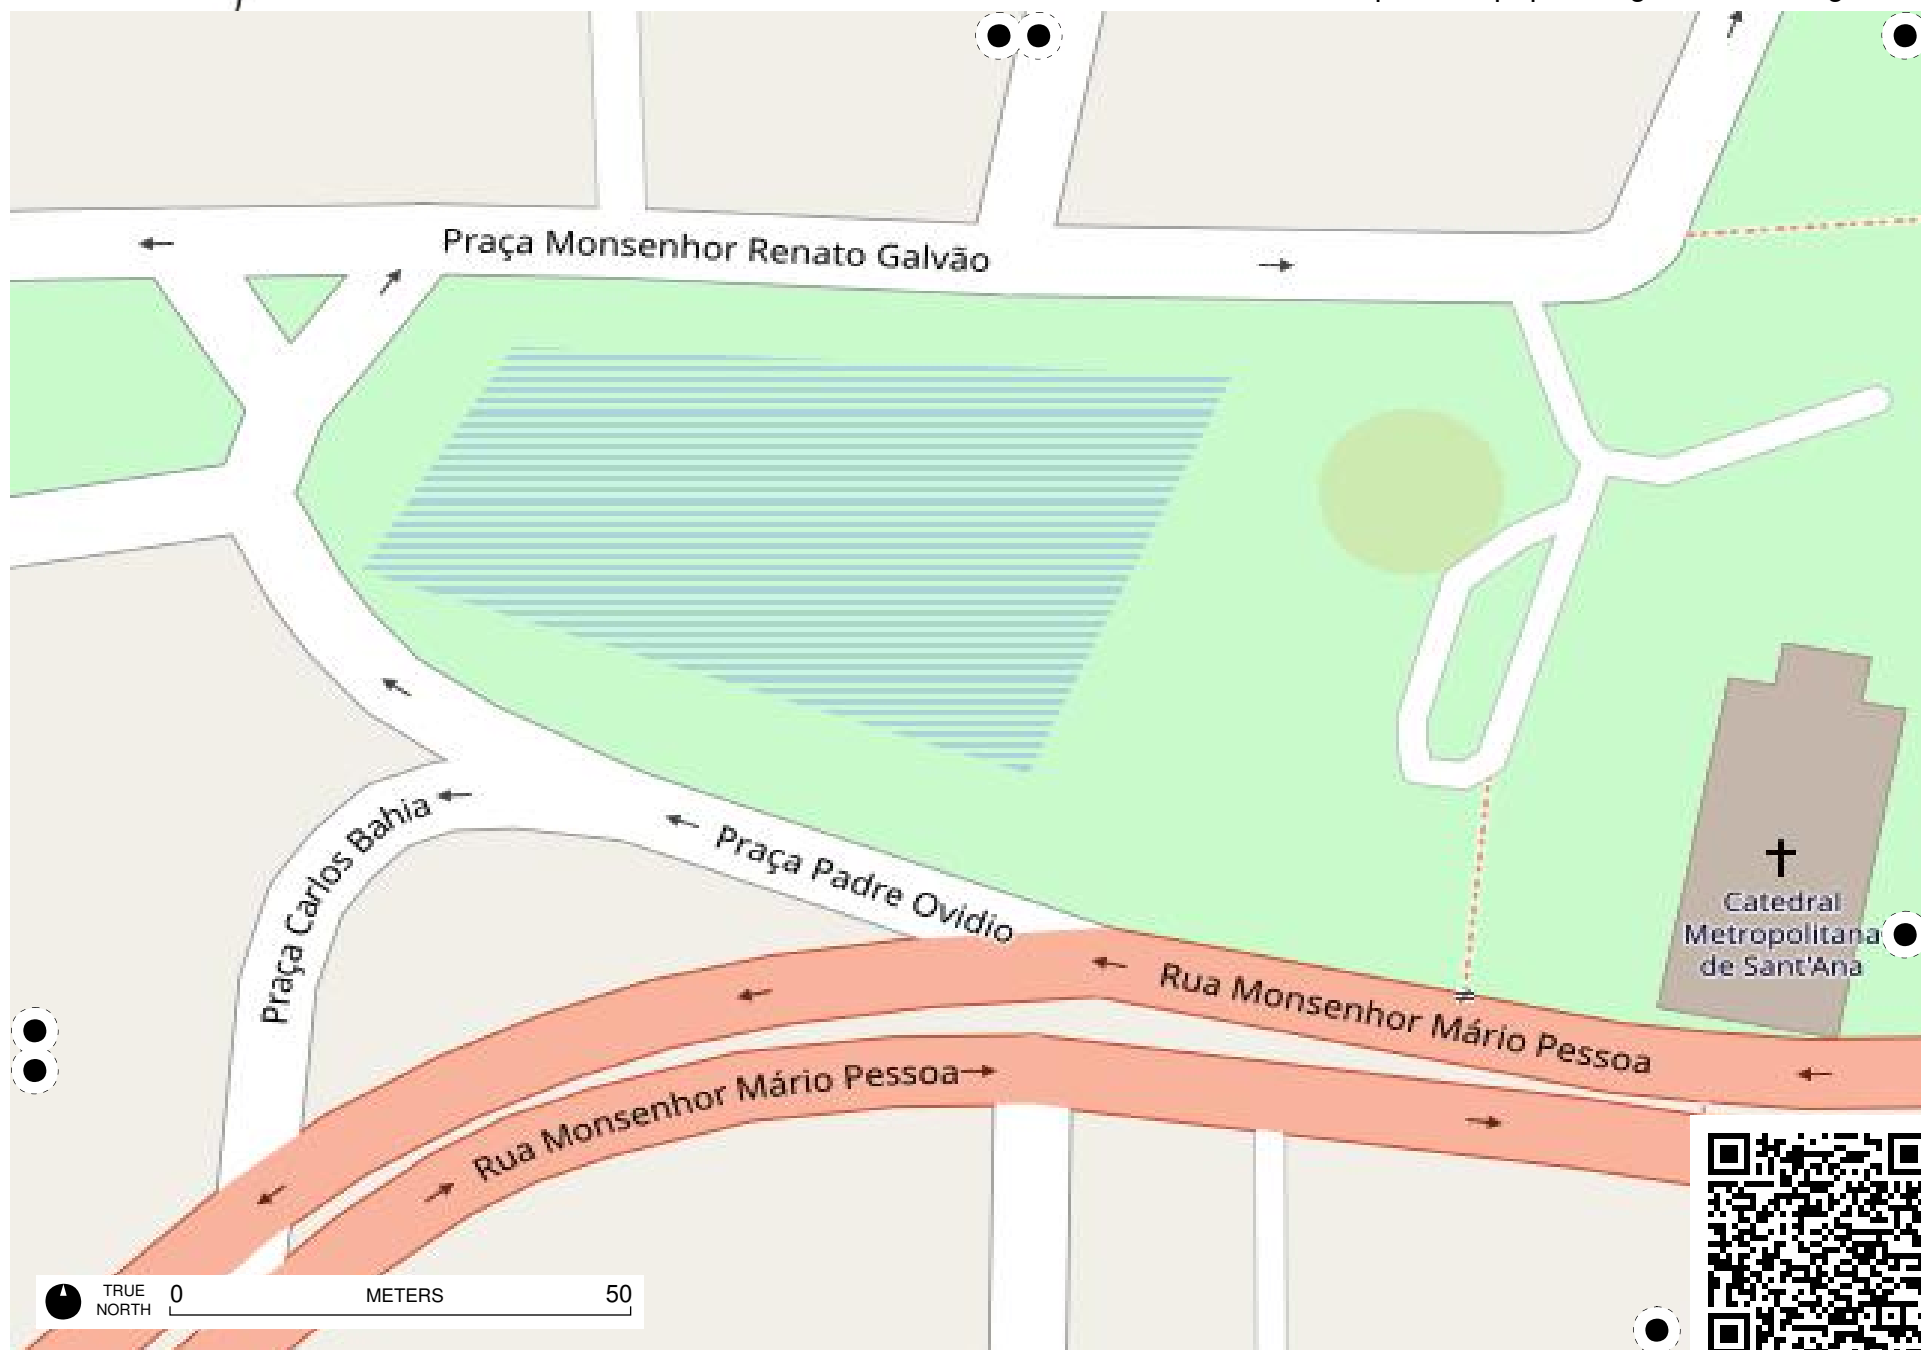 Praça Monsenhor Renato Galvão
Praça Carlos Bahia
Praça Padre Ovidio
Rua Monsenhor Mário Pessoa
Catedral
Metropolitana
de Sant'Ana
Rua Monsenhor Mário Pessoa
TRUE
NORTH
0
METERS
50